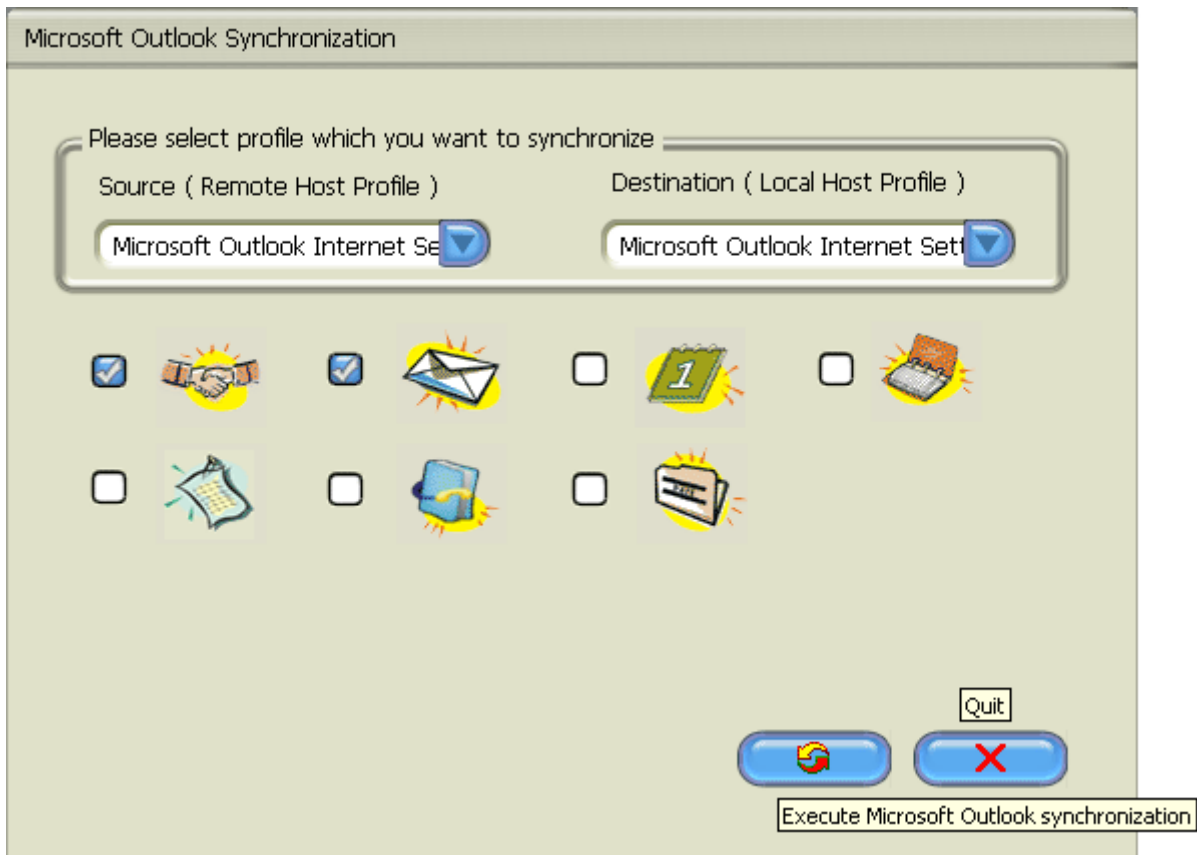 Microsoft Outlook Synchronization
Please select profile which you want to synchronize
Source ( Remote Host Profile )
Destination ( Local Host Profile )
Microsoft Outlook Internet Se
Microsoft Outlook Internet Sett
1
Quit
Execute Microsoft Outlook synchronization